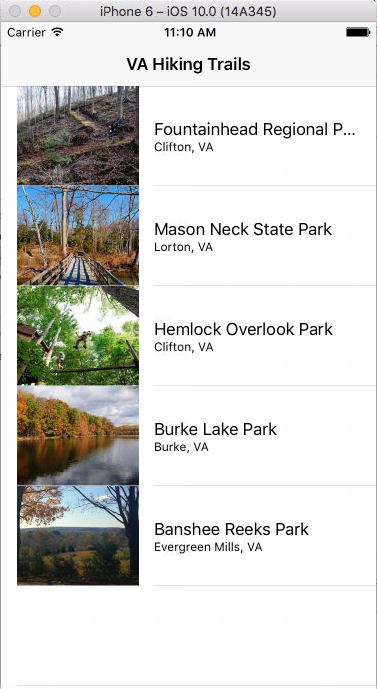 iPhone 6 – iOS 10.0 (14A345)
Carrier 11:10 AM
VA Hiking Trails
Fountainhead Regional P...
Clifton, VA
Mason Neck State Park
Lorton, VA
Hemlock Overlook Park
Clifton, VA
Burke Lake Park
Burke, VA
Banshee Reeks Park
Evergreen Mills, VA